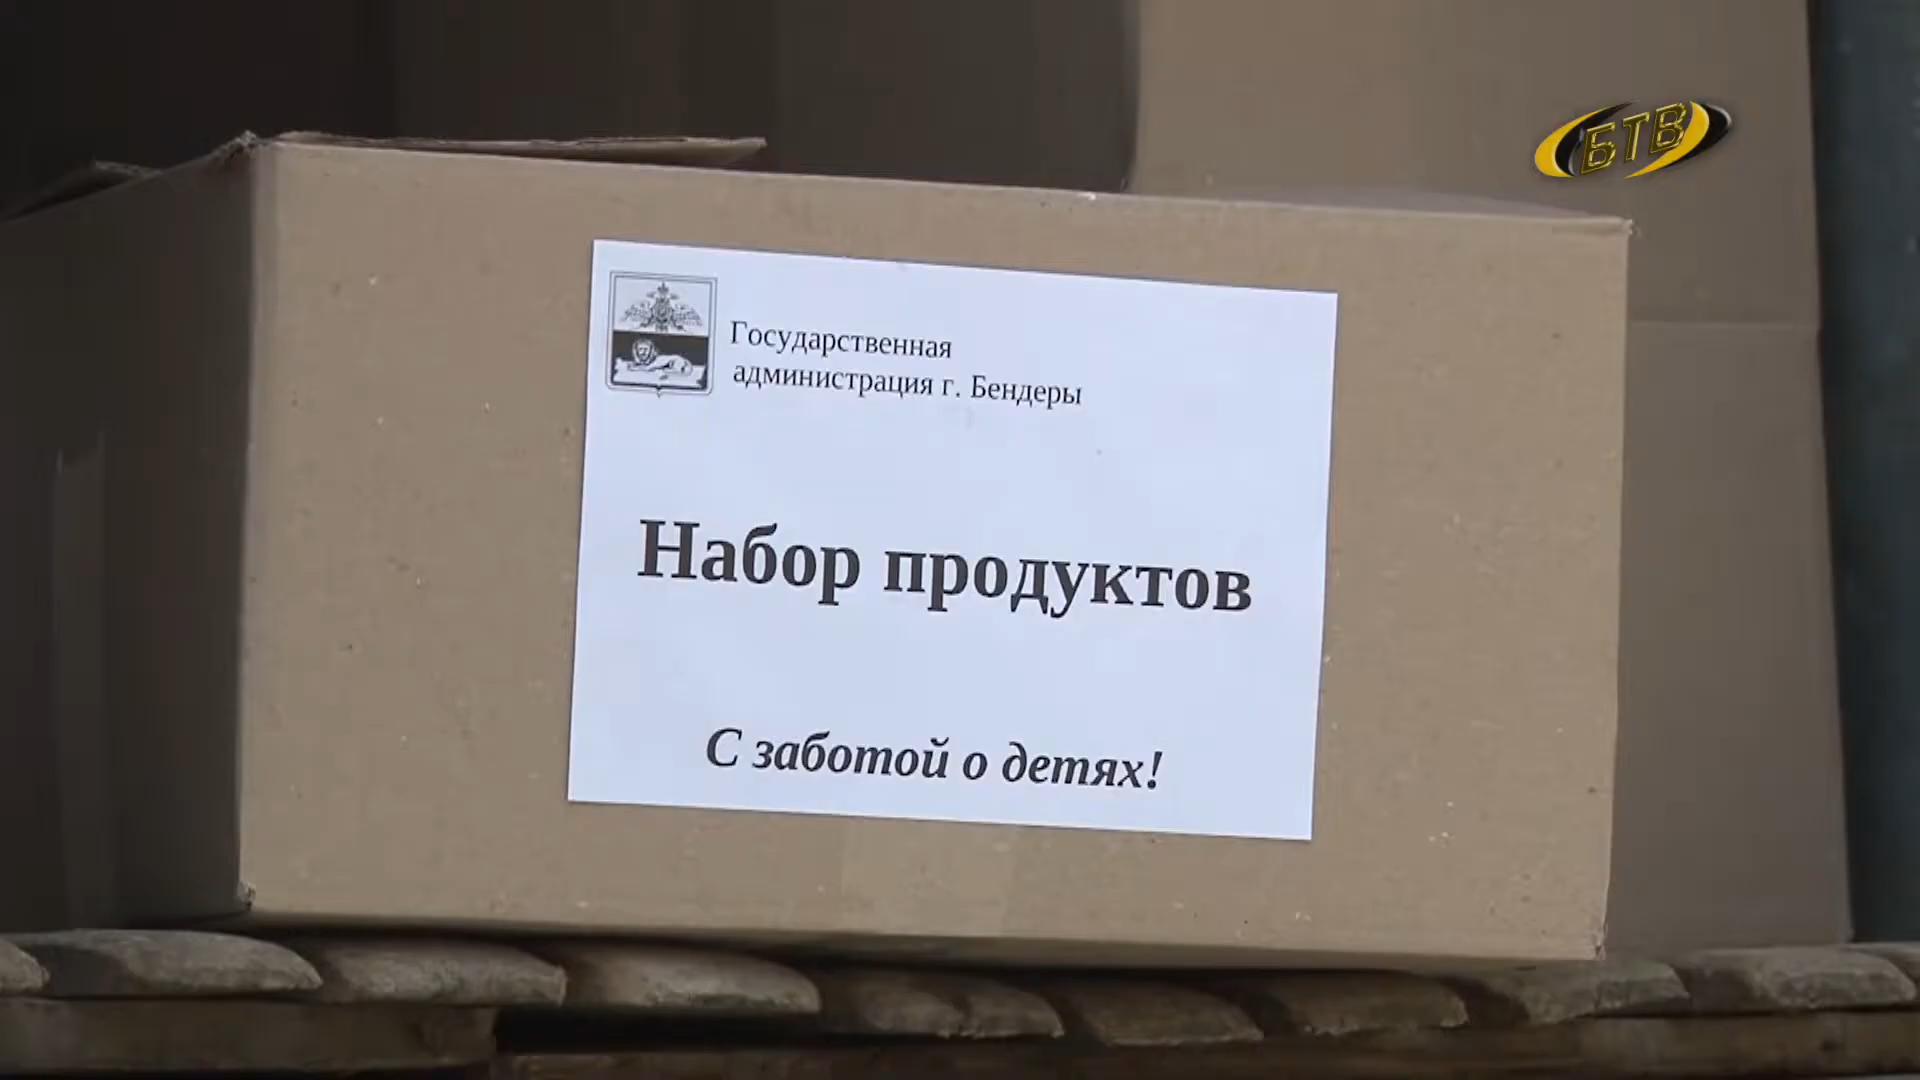 БТВ
Государственная
администрация г. Бендеры
Набор продуктов
С заботой о детях!